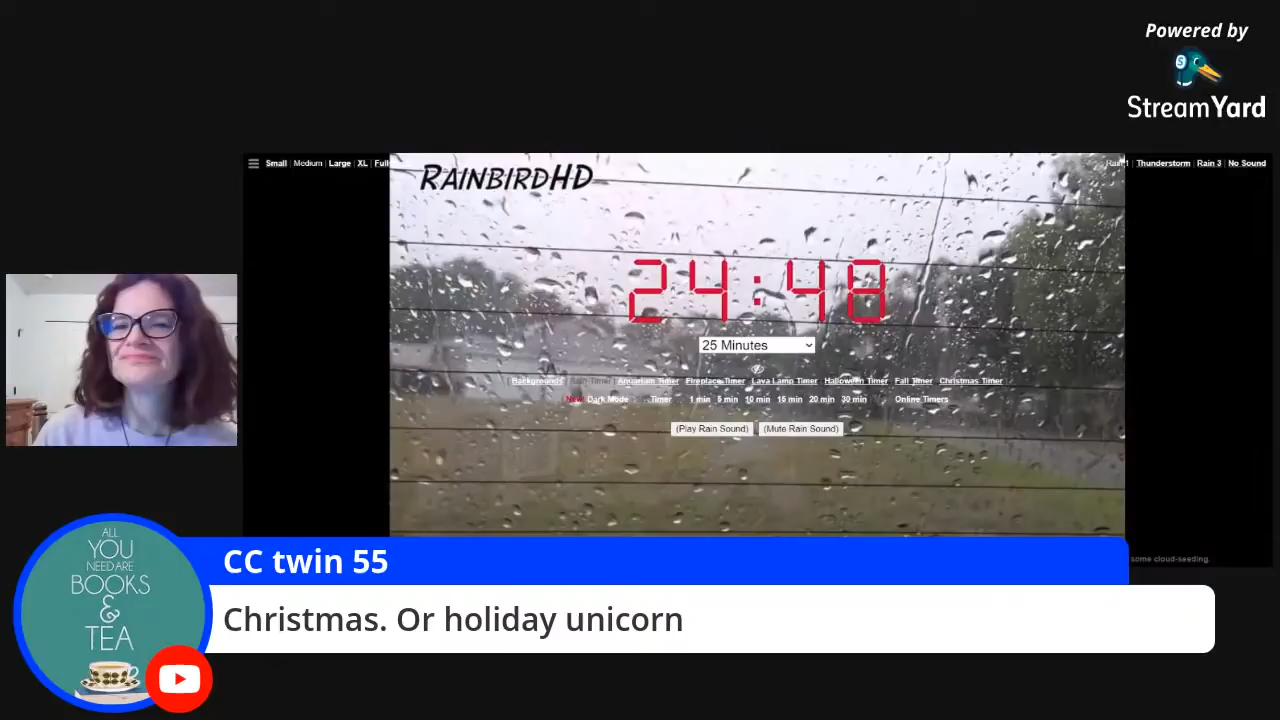 Powered by
StreamYard
Small | Medium | Large | XL | Full
Thunderstorm | Rain 3 | No Sound
RAINBIRDHD
24:48
25 Minutes
Backgrounds | Rain Timer | Aquarium Timer Fireplace Timer Lava Lamp Timer Halloween Timer Fall Timer Christmas Timer
New Dark Mode Timer 1 min 5 min 10 min 15 min 20 min 30 min Online Timers
(Play Rain Sound) (Mute Rain Sound)
some cloud-seeding.
ALL
YOU
NEED ARE
BOOKS
&
TEA
CC twin 55
Christmas. Or holiday unicorn